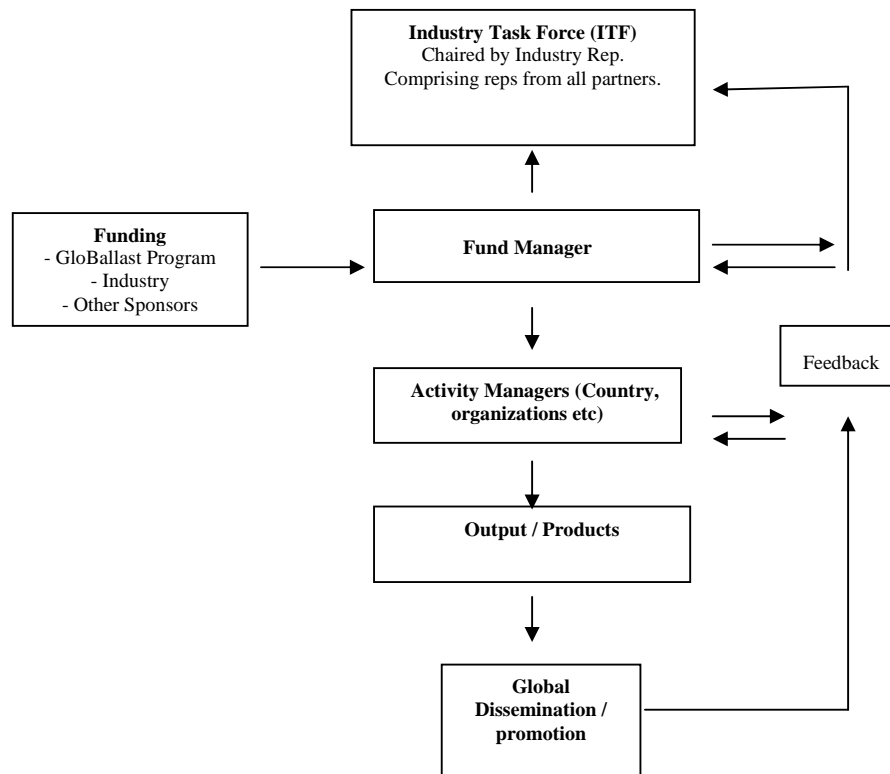 Industry Task Force (ITF)
Chaired by Industry Rep.
Comprising reps from all partners.
Funding
- GloBallast Program
- Industry
- Other Sponsors
Fund Manager
Feedback
Activity Managers (Country,
organizations etc)
Output / Products
Global
Dissemination /
promotion